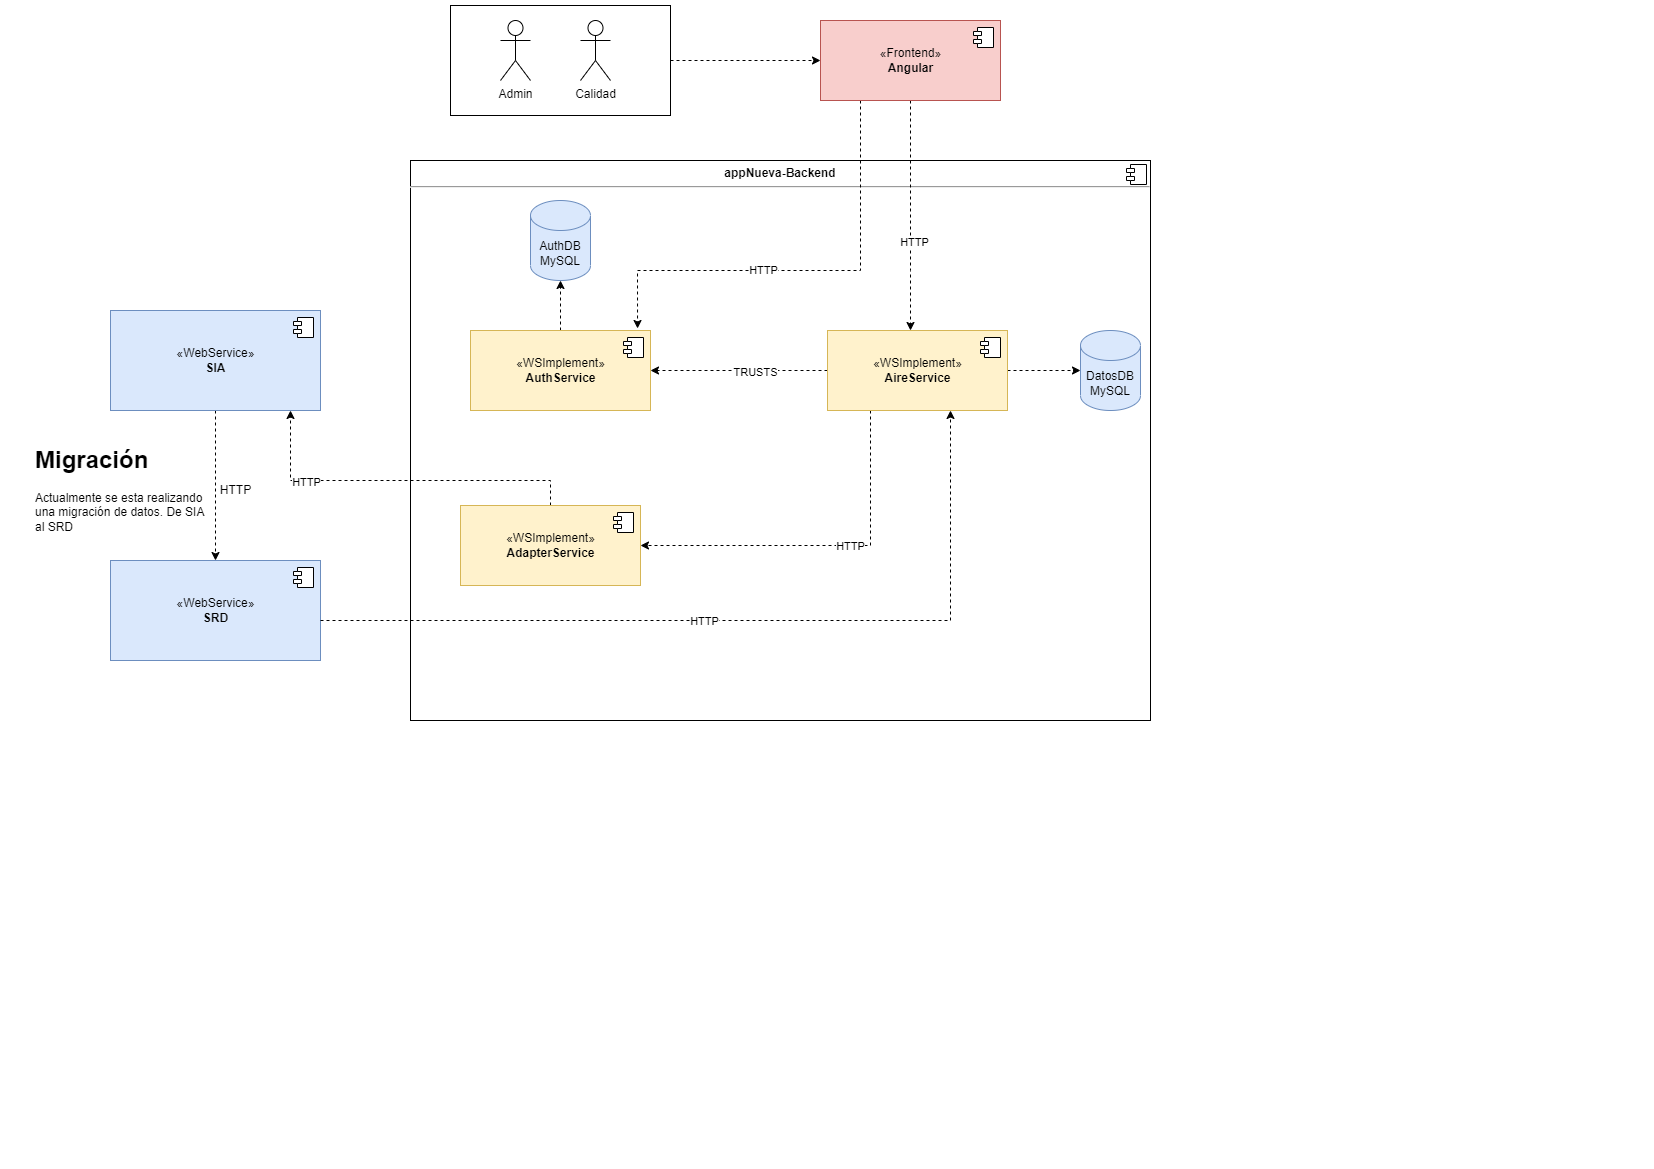 Admin
Calidad
«Frontend»
Angular
appNueva-Backend
AuthDB
MySQL
HTTP
HTTP
«WebService»
SIA
«WSImplement»
AuthService
TRUSTS
«WSImplement»
AireService
DatosDB
MySQL
Migración
Actualmente se esta realizando
una migración de datos. De SIA
al SRD
HTTP
HTTP
«WSImplement»
AdapterService
HTTP
«WebService»
SRD
HTTP